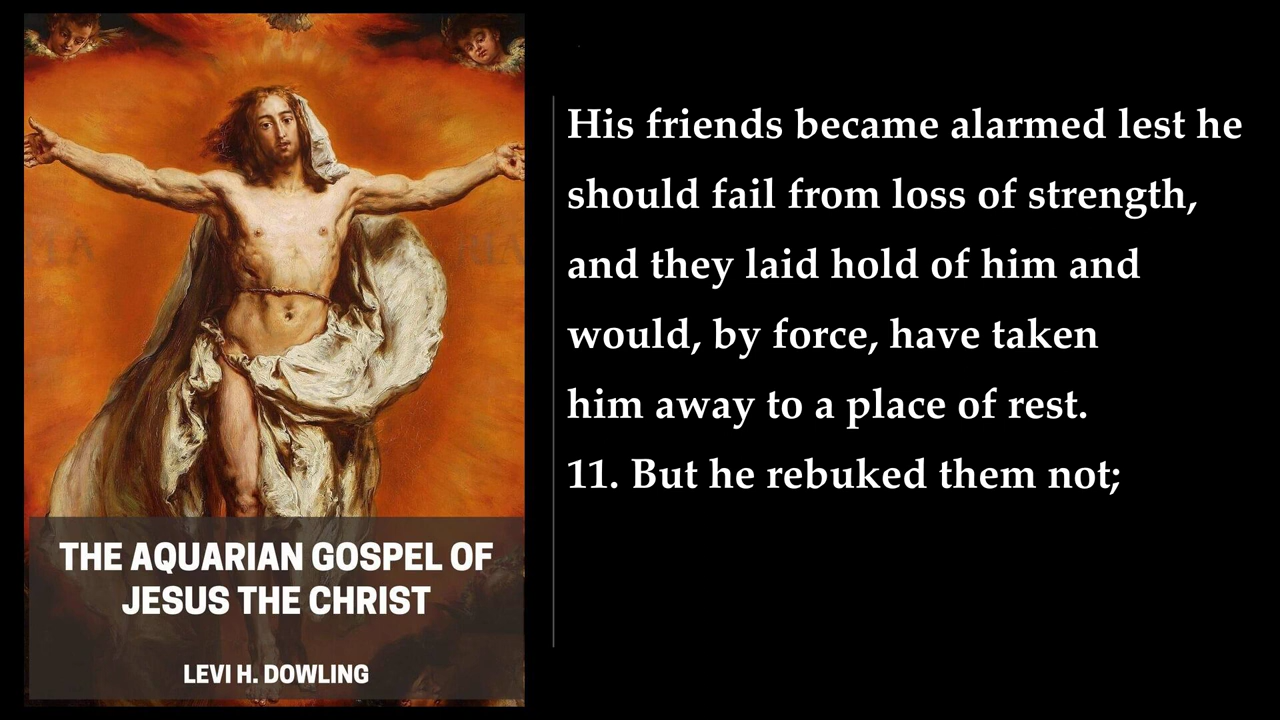 His friends became alarmed lest he
should fail from loss of strength,
and they laid hold of him and
would, by force, have taken
him away to a place of rest.
11. But he rebuked them not;
THE AQUARIAN GOSPEL OF
JESUS THE CHRIST
LEVI H. DOWLING